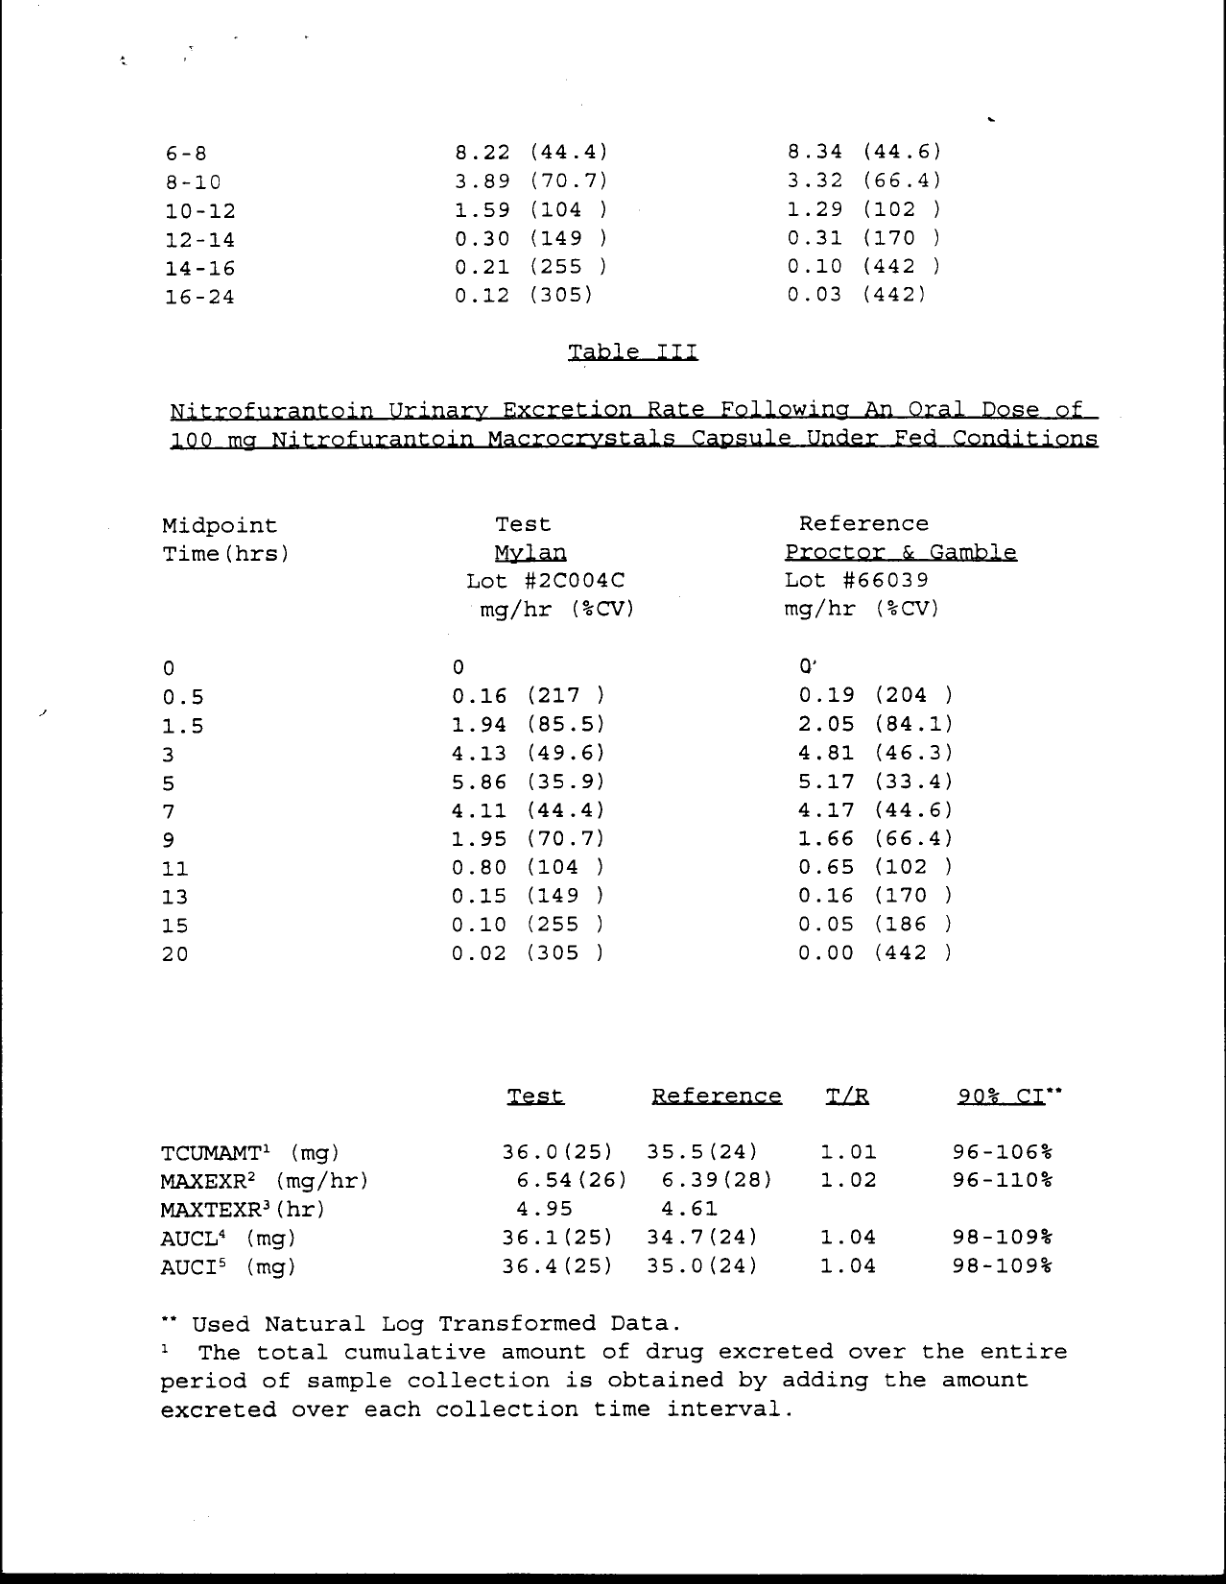 6-8 8.22 (44.4) 8.34 (44.6)
8-10 3.89 (70.7) 3.32 (66.4)
10-12 1.59 (104 ) 1.29 (102 )
12-14 0.30 (149 ) 0.31 (170 )
14-16 0.21 (255 ) 0.10 (442 )
16-24 0.12 (305) 0.03 (442)
Table III
Nitrofurantoin Urinary Excretion Rate Following An Oral Dose of
100 mg Nitrofurantoin Macrocrystals Capsule Under Fed Conditions
Midpoint Test Reference
Time(hrs) Mylan Proctor & Gamble
Lot #2C004C Lot #66039
mg/hr (%CV) mg/hr (%CV)
0 0 0
0.5 0.16 (217 ) 0.19 (204 )
1.5 1.94 (85.5) 2.05 (84.1)
3 4.13 (49.6) 4.81 (46.3)
5 5.86 (35.9) 5.17 (33.4)
7 4.11 (44.4) 4.17 (44.6)
9 1.95 (70.7) 1.66 (66.4)
11 0.80 (104 ) 0.65 (102 )
13 0.15 (149 ) 0.16 (170 )
15 0.10 (255 ) 0.05 (186 )
20 0.02 (305 ) 0.00 (442 )
Test Reference T/R 90% CI**
TCUMAMT¹ (mg) 36.0(25) 35.5(24) 1.01 96-106%
MAXEXR² (mg/hr) 6.54(26) 6.39(28) 1.02 96-110%
MAXTEXR³(hr) 4.95 4.61
AUCL⁴ (mg) 36.1(25) 34.7(24) 1.04 98-109%
AUCI⁵ (mg) 36.4(25) 35.0(24) 1.04 98-109%
** Used Natural Log Transformed Data.
¹ The total cumulative amount of drug excreted over the entire
period of sample collection is obtained by adding the amount
excreted over each collection time interval.